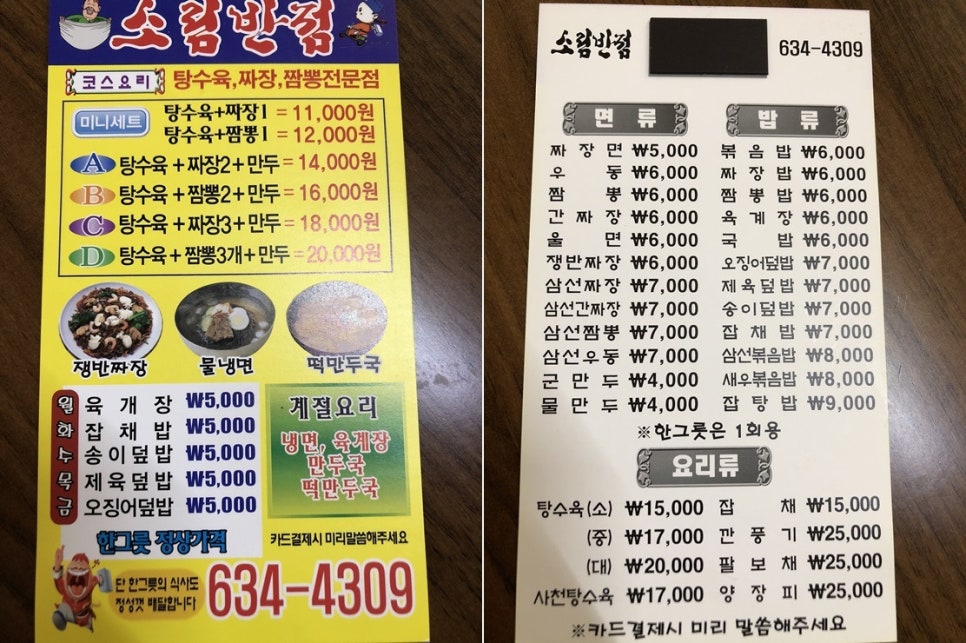 소림반점
코스요리 탕수육,짜장,짬뽕전문점
미니세트
탕수육+짜장1 = 11,000원
탕수육+짬뽕1 = 12,000원
A 탕수육+짜장2+만두=14,000원
B 탕수육+짬뽕2+만두=16,000원
C 탕수육+짜장3+만두=18,000원
D 탕수육+짬뽕3개+만두=20,000원
쟁반짜장 물냉면 떡만두국
월 육개장 ₩5,000
화 잡채밥 ₩5,000
수 송이덮밥 ₩5,000
목 제육덮밥 ₩5,000
금 오징어덮밥 ₩5,000
계절요리
냉면, 육계장
만두국
떡만두국
한그릇 정상가격
카드결제시 미리말씀해주세요
단 한그릇의 식사도
정성껏 배달합니다
634-4309
소림반점 634-4309
면류
짜장면 ₩5,000
우동 ₩6,000
짬뽕 ₩6,000
간짜장 ₩6,000
울면 ₩6,000
쟁반짜장 ₩6,000
삼선짜장 ₩7,000
삼선간짜장 ₩7,000
삼선짬뽕 ₩7,000
삼선우동 ₩7,000
군만두 ₩4,000
물만두 ₩4,000
밥류
볶음밥 ₩6,000
짜장밥 ₩6,000
짬뽕밥 ₩6,000
육계장 ₩6,000
국밥 ₩6,000
오징어덮밥 ₩7,000
제육덮밥 ₩7,000
송이덮밥 ₩7,000
잡채밥 ₩7,000
삼선볶음밥 ₩8,000
새우볶음밥 ₩8,000
잡탕밥 ₩9,000
※한그릇은 1회용
요리류
탕수육(소) ₩15,000 잡채 ₩15,000
(중) ₩17,000 깐풍기 ₩25,000
(대) ₩20,000 팔보채 ₩25,000
사천탕수육 ₩17,000 양장피 ₩25,000
※카드결제시 미리 말씀해주세요